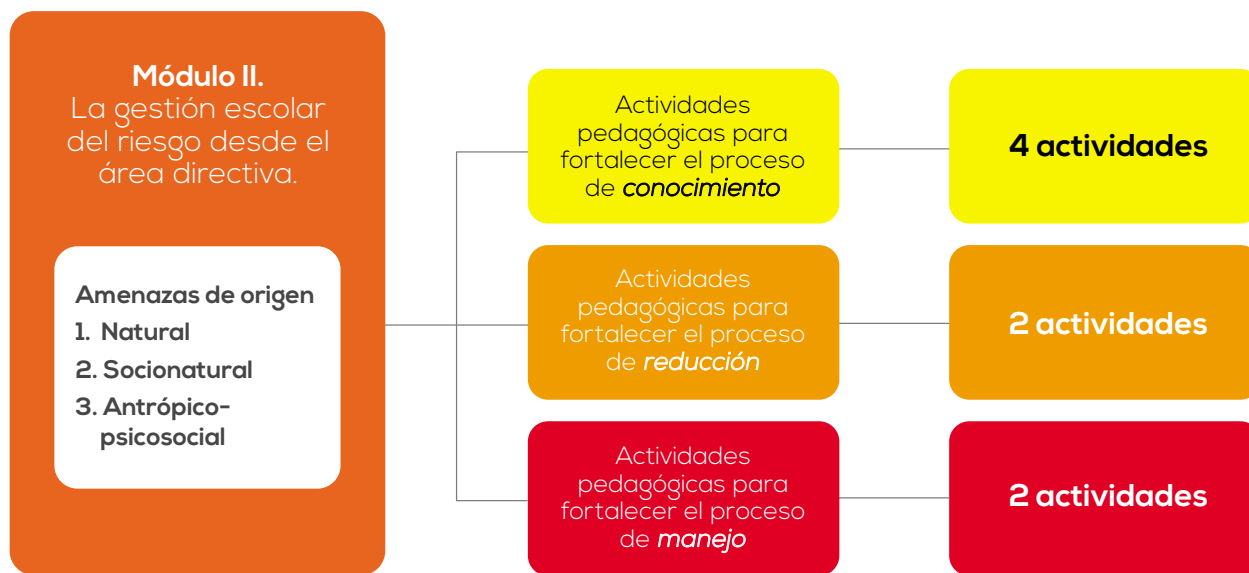 Módulo II.
La gestión escolar
del riesgo desde el
área directiva.
Amenazas de origen
1. Natural
2. Socionatural
3. Antrópico-
psicosocial
Actividades
pedagógicas para
fortalecer el proceso
de conocimiento
4 actividades
Actividades
pedagógicas para
fortalecer el proceso
de reducción
2 actividades
Actividades
pedagógicas para
fortalecer el proceso
de manejo
2 actividades